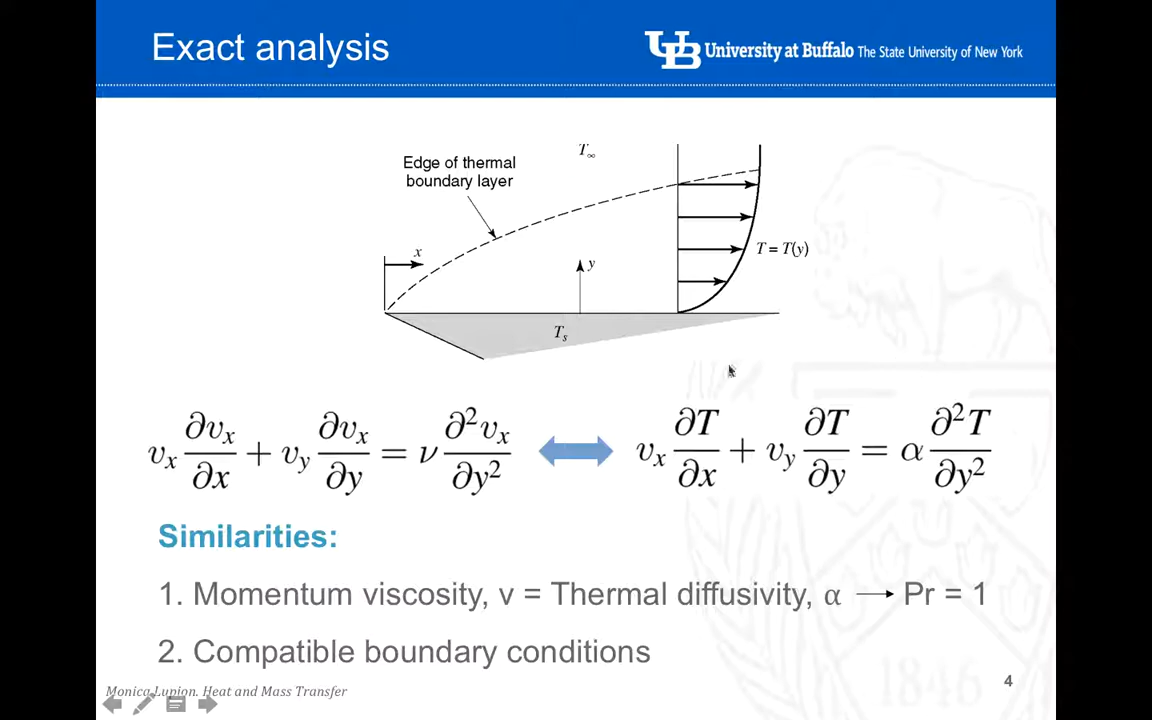 Exact analysis
UB University at Buffalo The State University of New York
T∞
Edge of thermal
boundary layer
x
y
T = T(y)
Ts
vx ∂vx/∂x + vy ∂vx/∂y = ν ∂²vx/∂y² vx ∂T/∂x + vy ∂T/∂y = α ∂²T/∂y²
Similarities:
1. Momentum viscosity, ν = Thermal diffusivity, α → Pr = 1
2. Compatible boundary conditions
Monica Lupion. Heat and Mass Transfer
4
1846